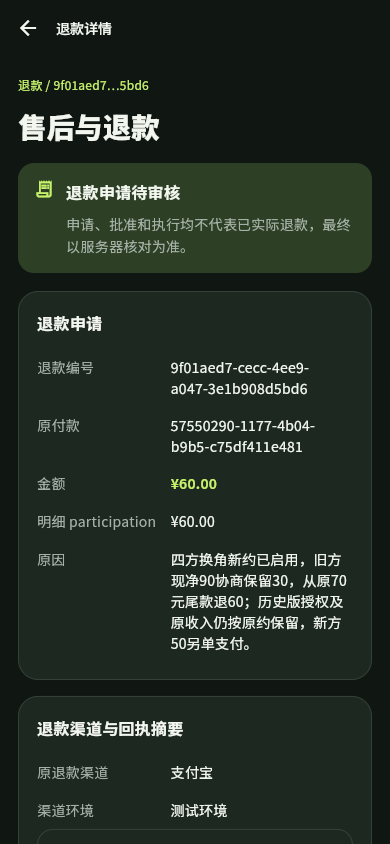 退款详情
退款 / 9f01aed7…5bd6
售后与退款
退款申请待审核
申请、批准和执行均不代表已实际退款，最终
以服务器核对为准。
退款申请
退款编号 9f01aed7-cecc-4ee9-
a047-3e1b908d5bd6
原付款 57550290-1177-4b04-
b9b5-c75df411e481
金额 ¥60.00
明细 participation ¥60.00
原因 四方换角新约已启用，旧方
现净90协商保留30，从原70
元尾款退60；历史版授权及
原收入仍按原约保留，新方
50另单支付。
退款渠道与回执摘要
原退款渠道 支付宝
渠道环境 测试环境